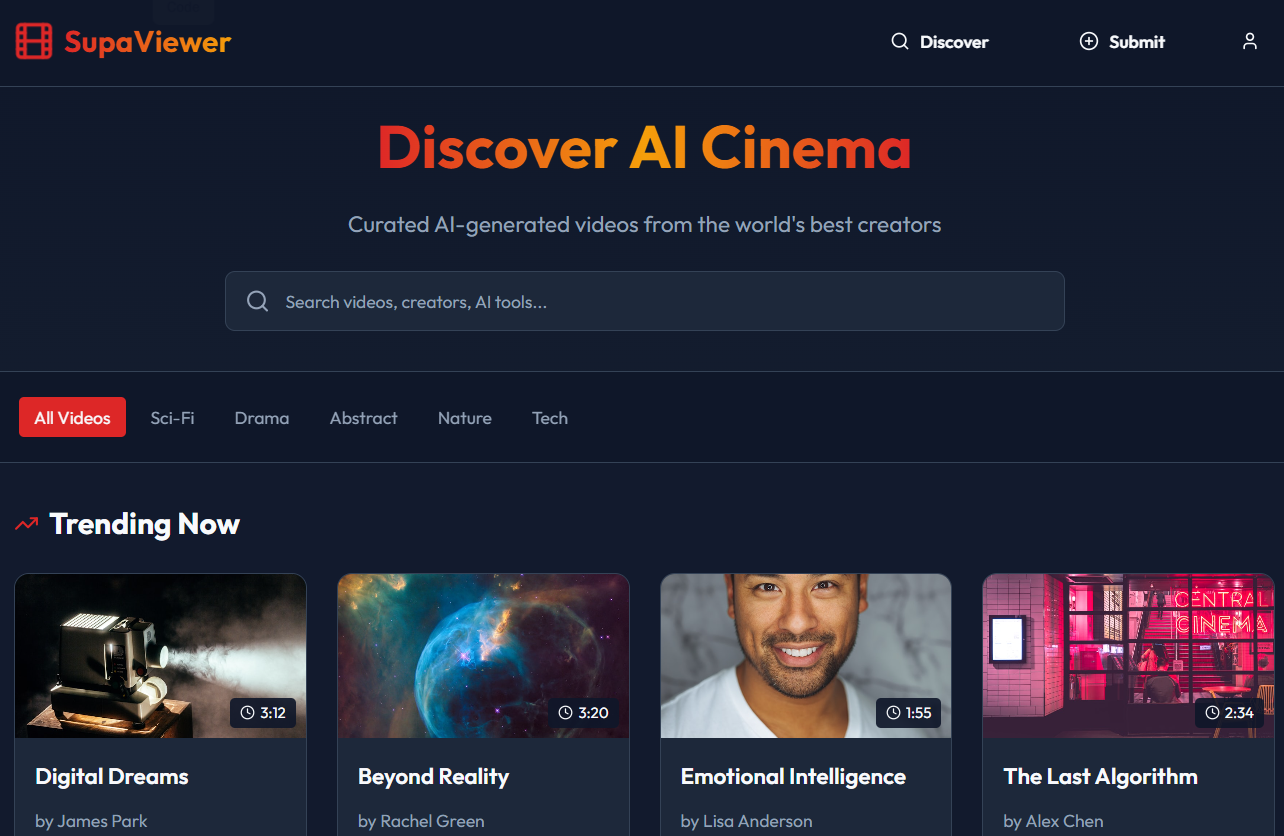 SupaViewer
Discover
Submit
Discover AI Cinema
Curated AI-generated videos from the world's best creators
Search videos, creators, AI tools...
All Videos
Sci-Fi
Drama
Abstract
Nature
Tech
Trending Now
3:12
3:20
1:55
CENTRAL
CINEMA
2:34
Digital Dreams
Beyond Reality
Emotional Intelligence
The Last Algorithm
by James Park
by Rachel Green
by Lisa Anderson
by Alex Chen